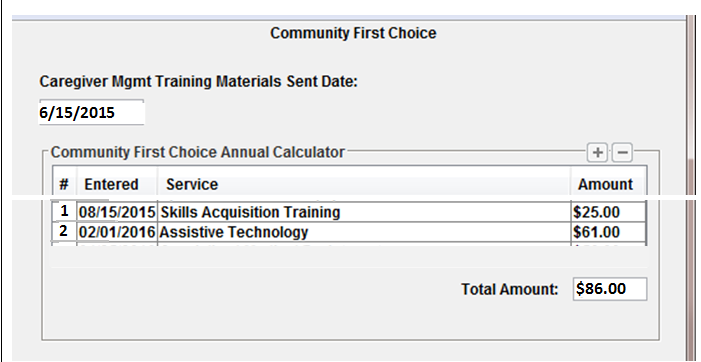 Community First Choice
Caregiver Mgmt Training Materials Sent Date:
6/15/2015
Community First Choice Annual Calculator + −
# Entered Service Amount
1 08/15/2015 Skills Acquisition Training $25.00
2 02/01/2016 Assistive Technology $61.00
Total Amount: $86.00